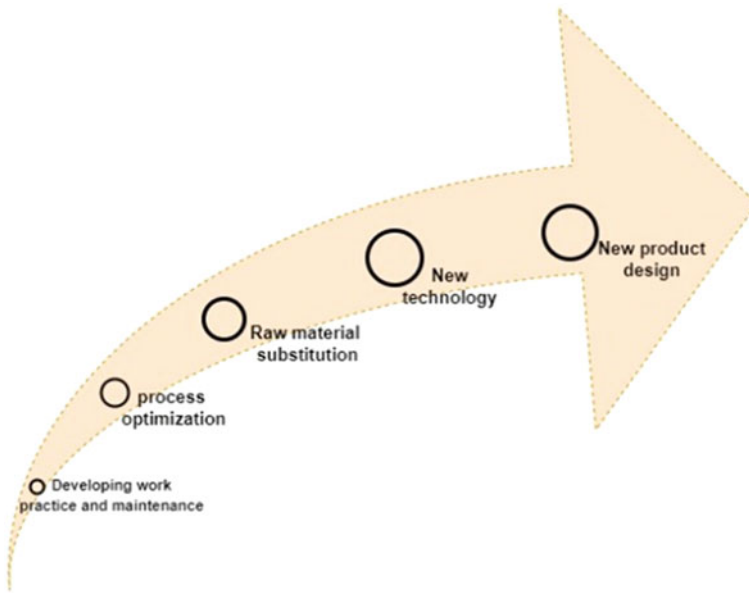 New product
design
New
technology
Raw material
substitution
process
optimization
Developing work
practice and maintenance